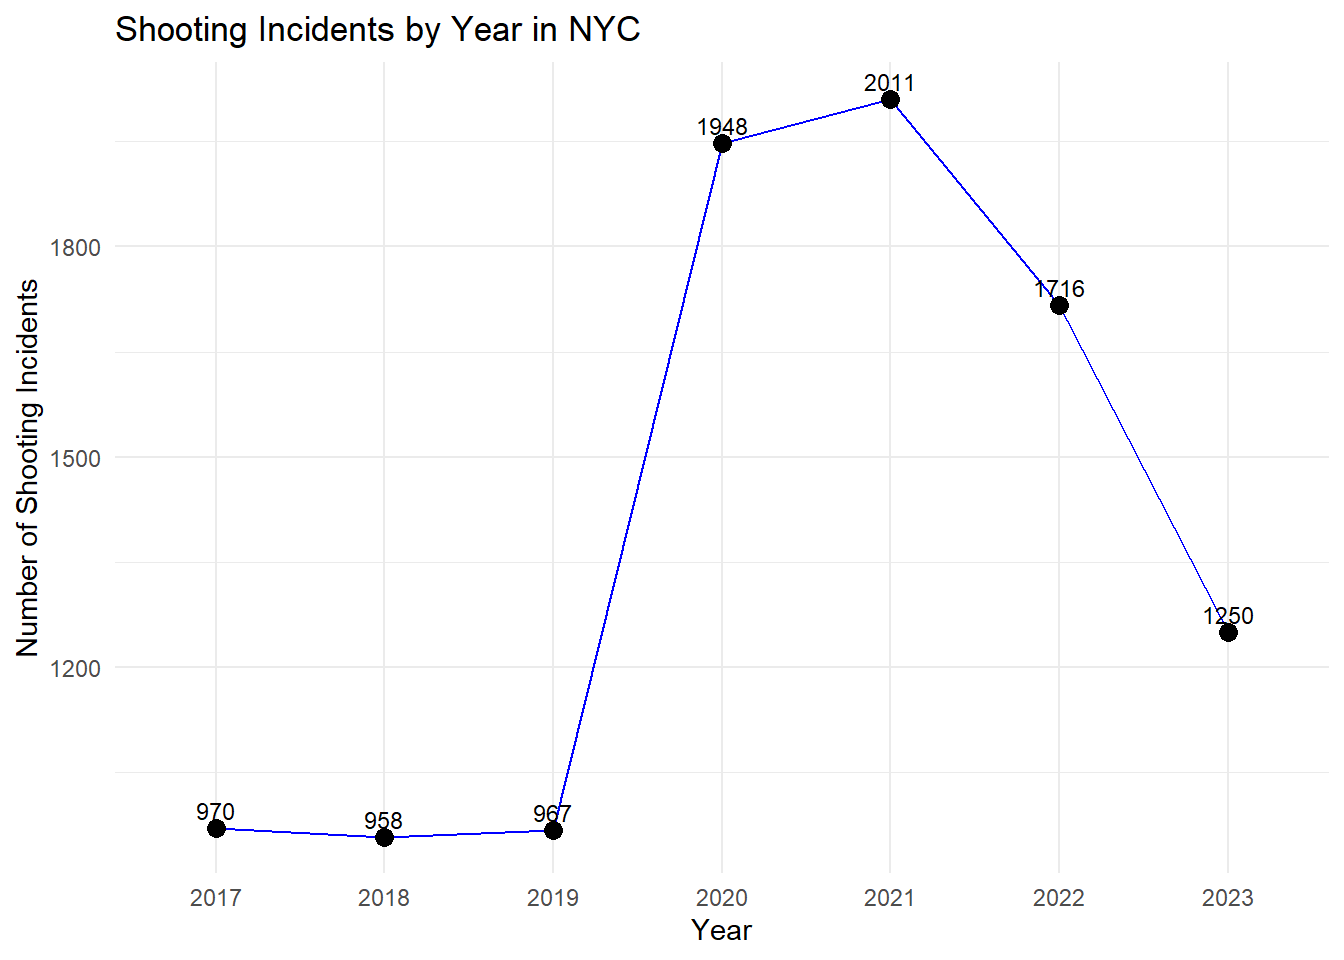 Shooting Incidents by Year in NYC
2011
1948
1800
1716
1500
1250
1200
970
958
967
Number of Shooting Incidents
2017 2018 2019 2020 2021 2022 2023
Year